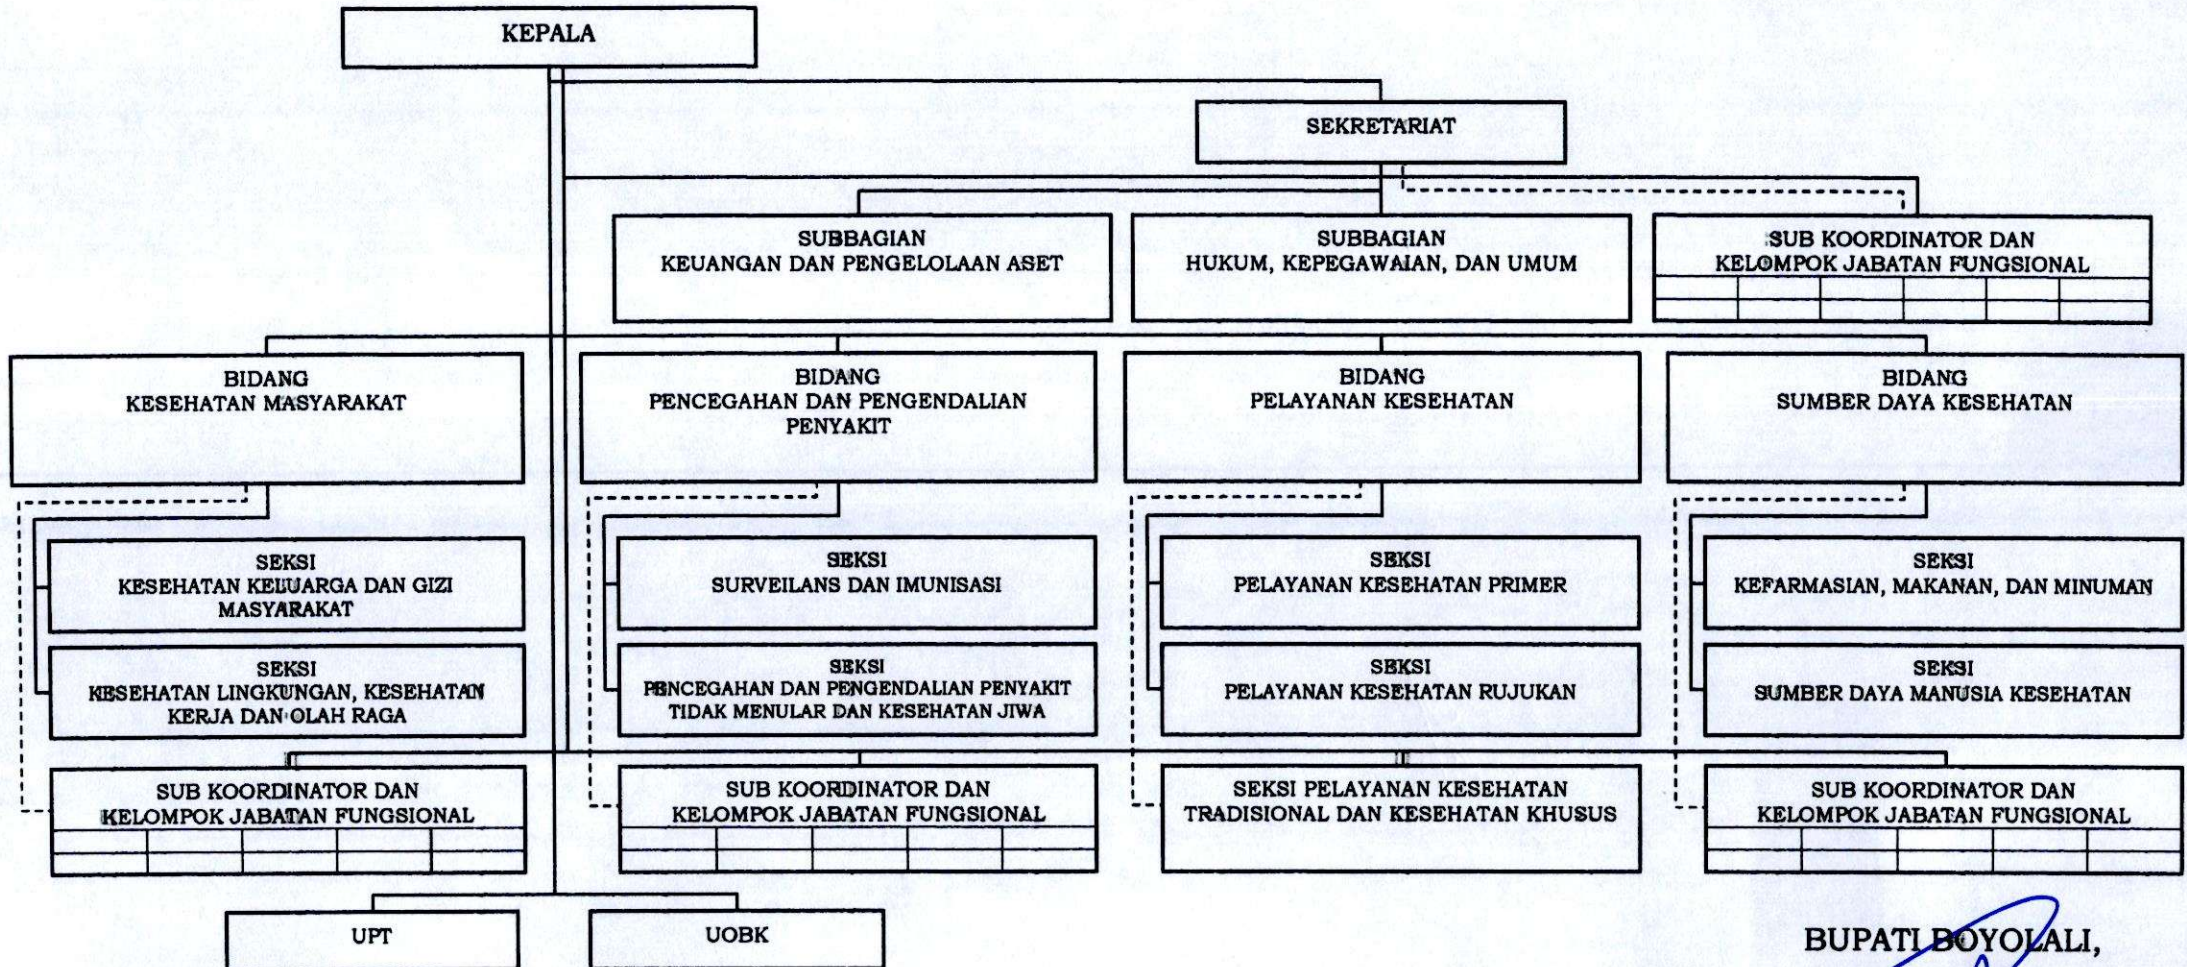 KEPALA
SEKRETARIAT
SUBBAGIAN
KEUANGAN DAN PENGELOLAAN ASET
SUBBAGIAN
HUKUM, KEPEGAWAIAN, DAN UMUM
SUB KOORDINATOR DAN
KELOMPOK JABATAN FUNGSIONAL
BIDANG
KESEHATAN MASYARAKAT
BIDANG
PENCEGAHAN DAN PENGENDALIAN
PENYAKIT
BIDANG
PELAYANAN KESEHATAN
BIDANG
SUMBER DAYA KESEHATAN
SEKSI
KESEHATAN KELUARGA DAN GIZI
MASYARAKAT
SEKSI
SURVEILANS DAN IMUNISASI
SEKSI
PELAYANAN KESEHATAN PRIMER
SEKSI
KEFARMASIAN, MAKANAN, DAN MINUMAN
SEKSI
KESEHATAN LINGKUNGAN, KESEHATAN
KERJA DAN OLAH RAGA
SEKSI
PENCEGAHAN DAN PENGENDALIAN PENYAKIT
TIDAK MENULAR DAN KESEHATAN JIWA
SEKSI
PELAYANAN KESEHATAN RUJUKAN
SEKSI
SUMBER DAYA MANUSIA KESEHATAN
SUB KOORDINATOR DAN
KELOMPOK JABATAN FUNGSIONAL
SUB KOORDINATOR DAN
KELOMPOK JABATAN FUNGSIONAL
SEKSI PELAYANAN KESEHATAN
TRADISIONAL DAN KESEHATAN KHUSUS
SUB KOORDINATOR DAN
KELOMPOK JABATAN FUNGSIONAL
UPT
UOBK
BUPATI BOYOLALI,